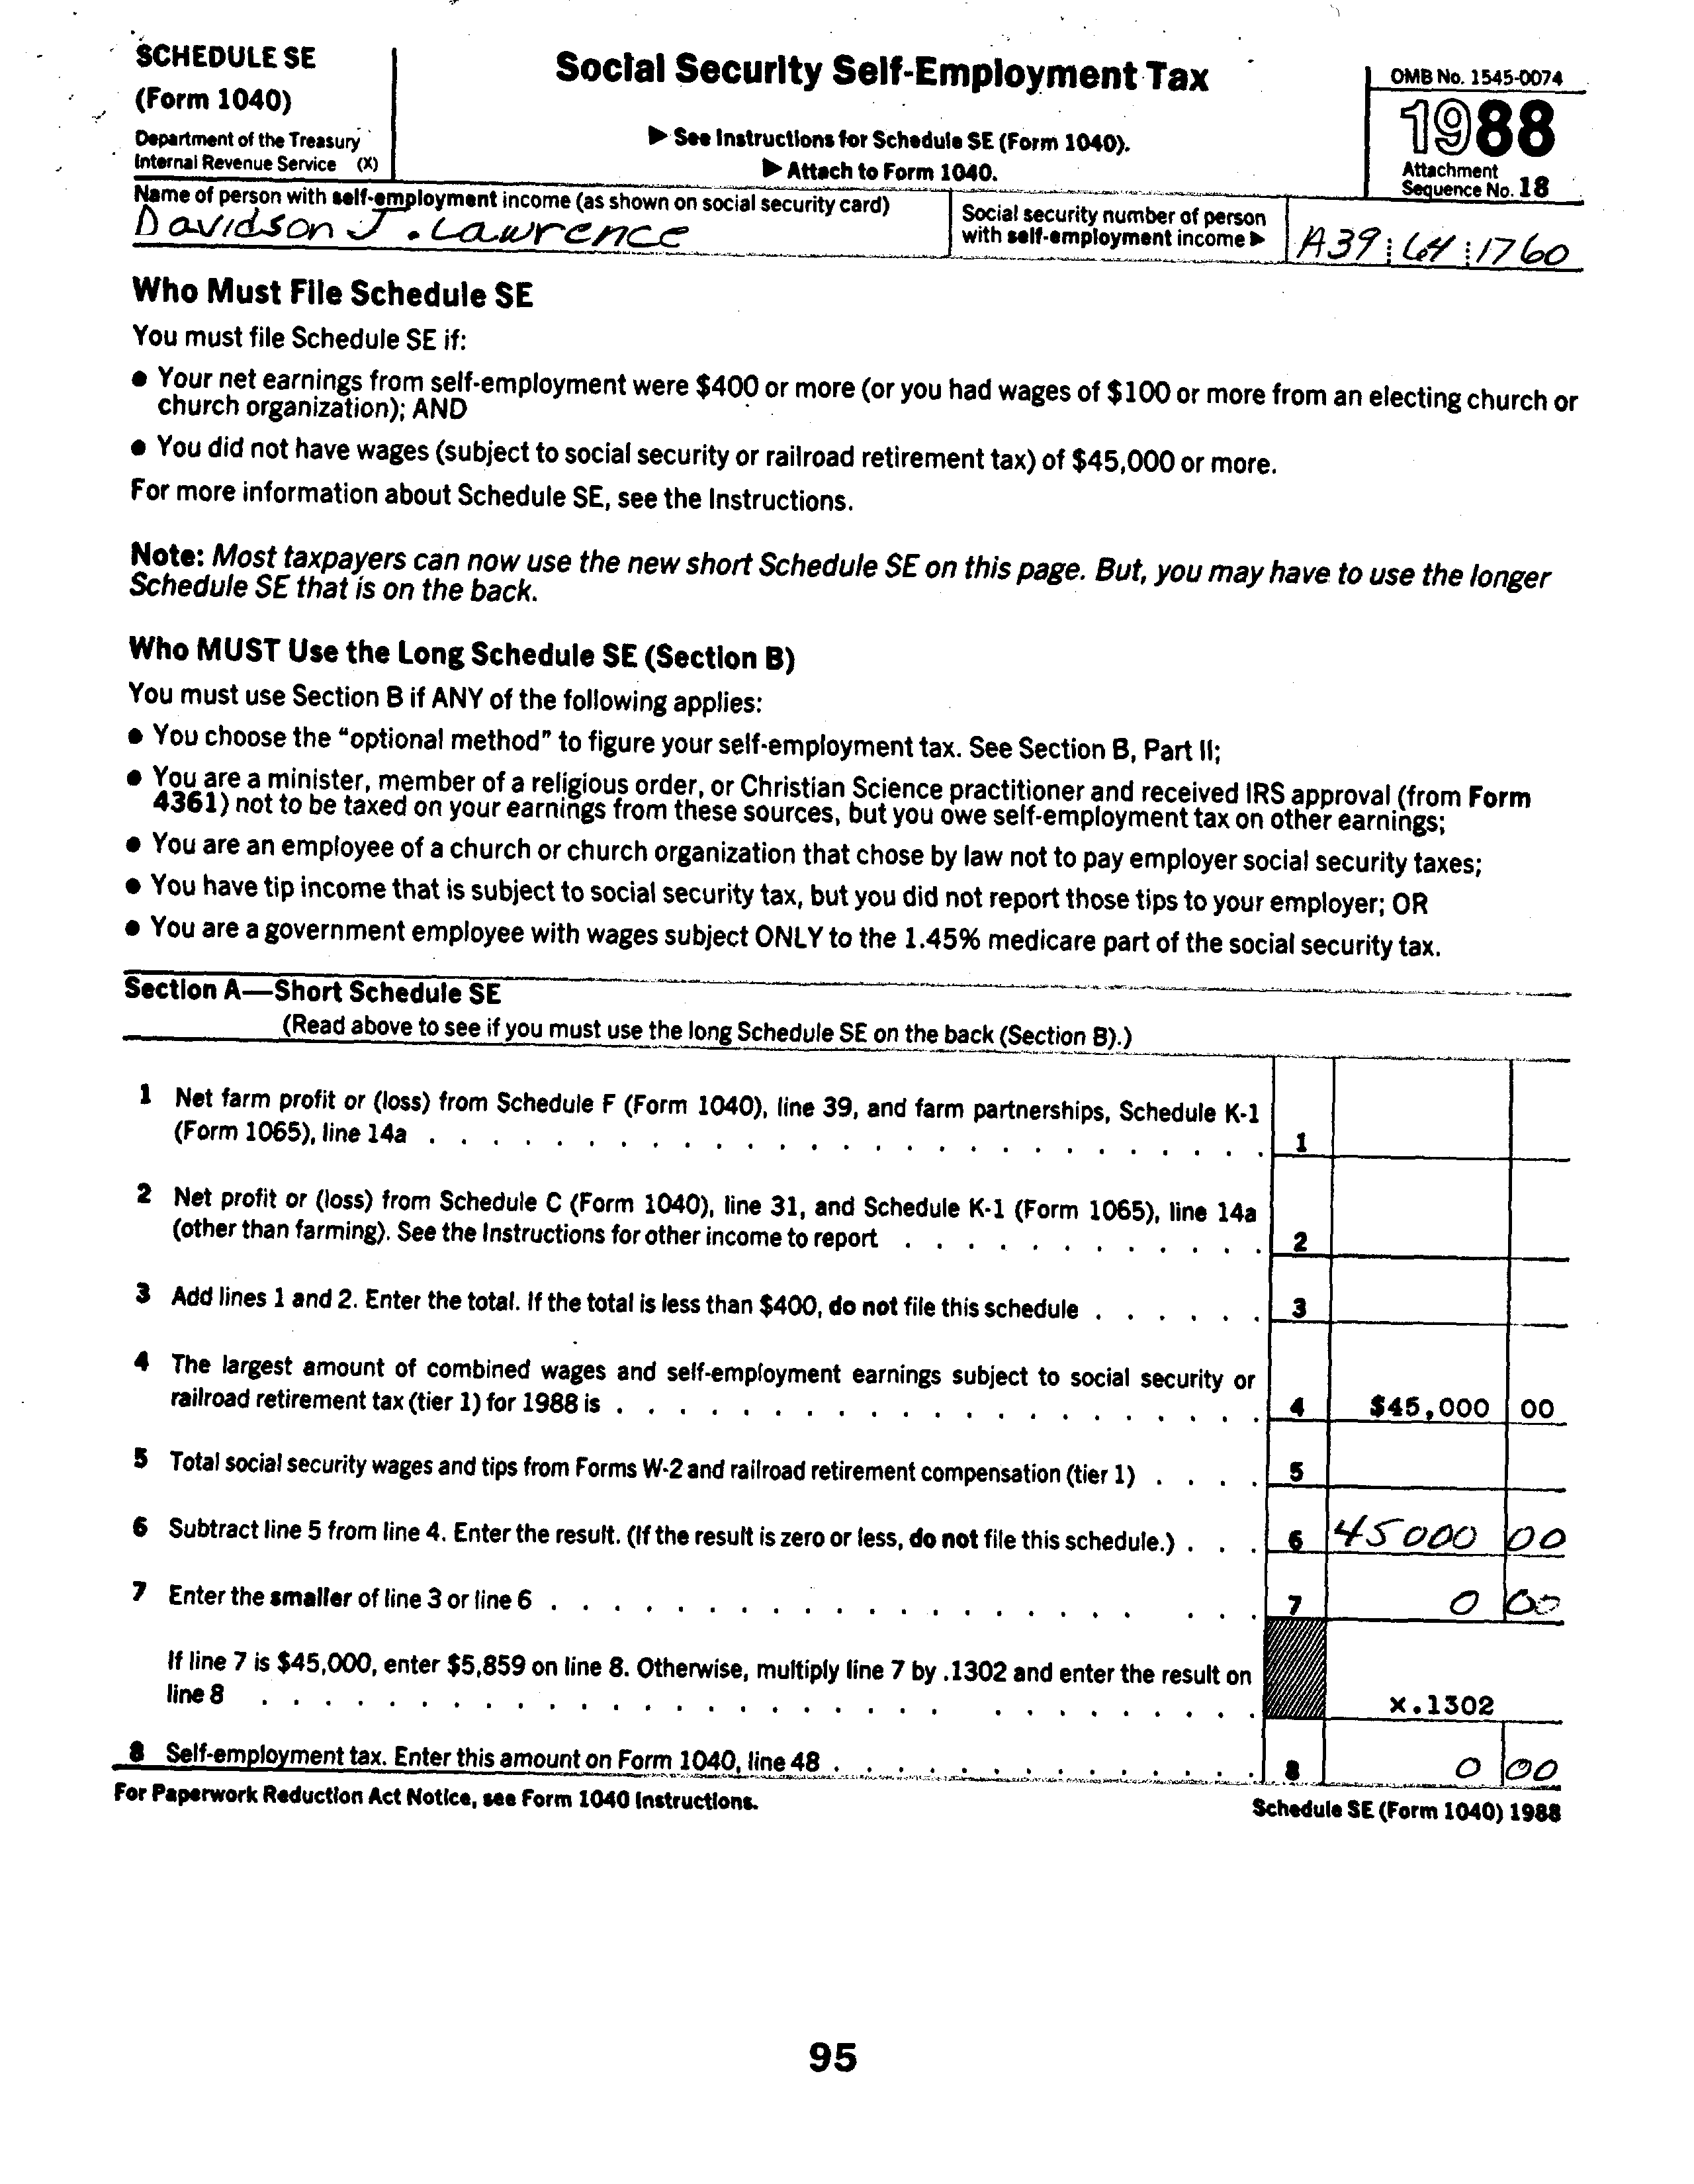 SCHEDULE SE
(Form 1040)
Department of the Treasury
Internal Revenue Service (X)
Social Security Self-Employment Tax
▶ See Instructions for Schedule SE (Form 1040).
▶ Attach to Form 1040.
OMB No. 1545-0074
1988
Attachment
Sequence No. 18
Name of person with self-employment income (as shown on social security card)
Davidson J. Lawrence
Social security number of person
with self-employment income ▶
A39 64 1760
Who Must File Schedule SE
You must file Schedule SE if:
● Your net earnings from self-employment were $400 or more (or you had wages of $100 or more from an electing church or
church organization); AND
● You did not have wages (subject to social security or railroad retirement tax) of $45,000 or more.
For more information about Schedule SE, see the Instructions.
Note: Most taxpayers can now use the new short Schedule SE on this page. But, you may have to use the longer
Schedule SE that is on the back.
Who MUST Use the Long Schedule SE (Section B)
You must use Section B if ANY of the following applies:
● You choose the "optional method" to figure your self-employment tax. See Section B, Part II;
● You are a minister, member of a religious order, or Christian Science practitioner and received IRS approval (from Form
4361) not to be taxed on your earnings from these sources, but you owe self-employment tax on other earnings;
● You are an employee of a church or church organization that chose by law not to pay employer social security taxes;
● You have tip income that is subject to social security tax, but you did not report those tips to your employer; OR
● You are a government employee with wages subject ONLY to the 1.45% medicare part of the social security tax.
Section A—Short Schedule SE
(Read above to see if you must use the long Schedule SE on the back (Section B).)
1 Net farm profit or (loss) from Schedule F (Form 1040), line 39, and farm partnerships, Schedule K-1
(Form 1065), line 14a . . . . . . . . . . . . . . . . . . . . . . . . . . . 1
2 Net profit or (loss) from Schedule C (Form 1040), line 31, and Schedule K-1 (Form 1065), line 14a
(other than farming). See the Instructions for other income to report . . . . . . . . . . . . 2
3 Add lines 1 and 2. Enter the total. If the total is less than $400, do not file this schedule . . . . . . 3
4 The largest amount of combined wages and self-employment earnings subject to social security or
railroad retirement tax (tier 1) for 1988 is . . . . . . . . . . . . . . . . . . . . . 4 $45,000 00
5 Total social security wages and tips from Forms W-2 and railroad retirement compensation (tier 1) . . . . 5
6 Subtract line 5 from line 4. Enter the result. (If the result is zero or less, do not file this schedule.) . . . 6 45000 00
7 Enter the smaller of line 3 or line 6 . . . . . . . . . . . . . . . . . . . . . . 7 0 00
If line 7 is $45,000, enter $5,859 on line 8. Otherwise, multiply line 7 by .1302 and enter the result on
line 8 . . . . . . . . . . . . . . . . . . . . . . . . . . . . . . x.1302
8 Self-employment tax. Enter this amount on Form 1040, line 48 . . . . . . . . . . . . . . 8 0 00
For Paperwork Reduction Act Notice, see Form 1040 Instructions.
Schedule SE (Form 1040) 1988
95